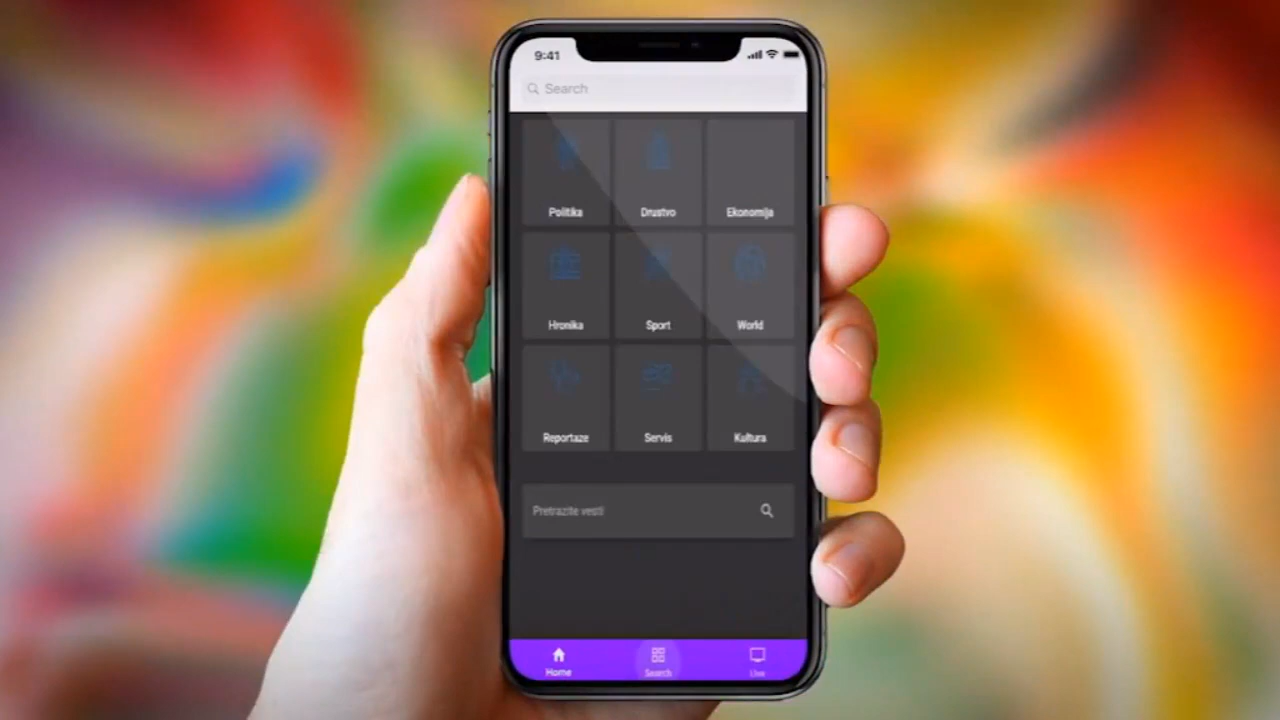 9:41
Search
Politika Drustvo Ekonomija
Hronika Sport World
Reportaze Servis Kultura
Pretrazite vesti
Home Search Live